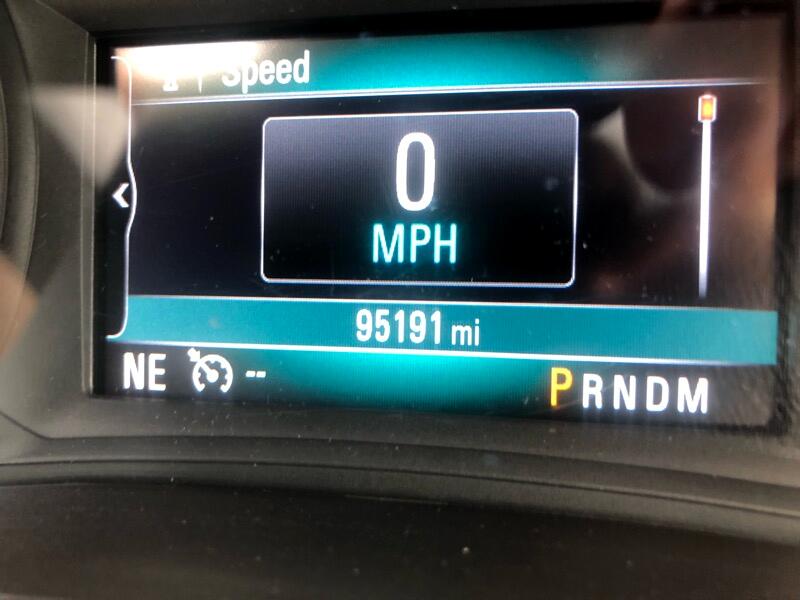 Speed
0
MPH
95191 mi
NE --
PRNDM